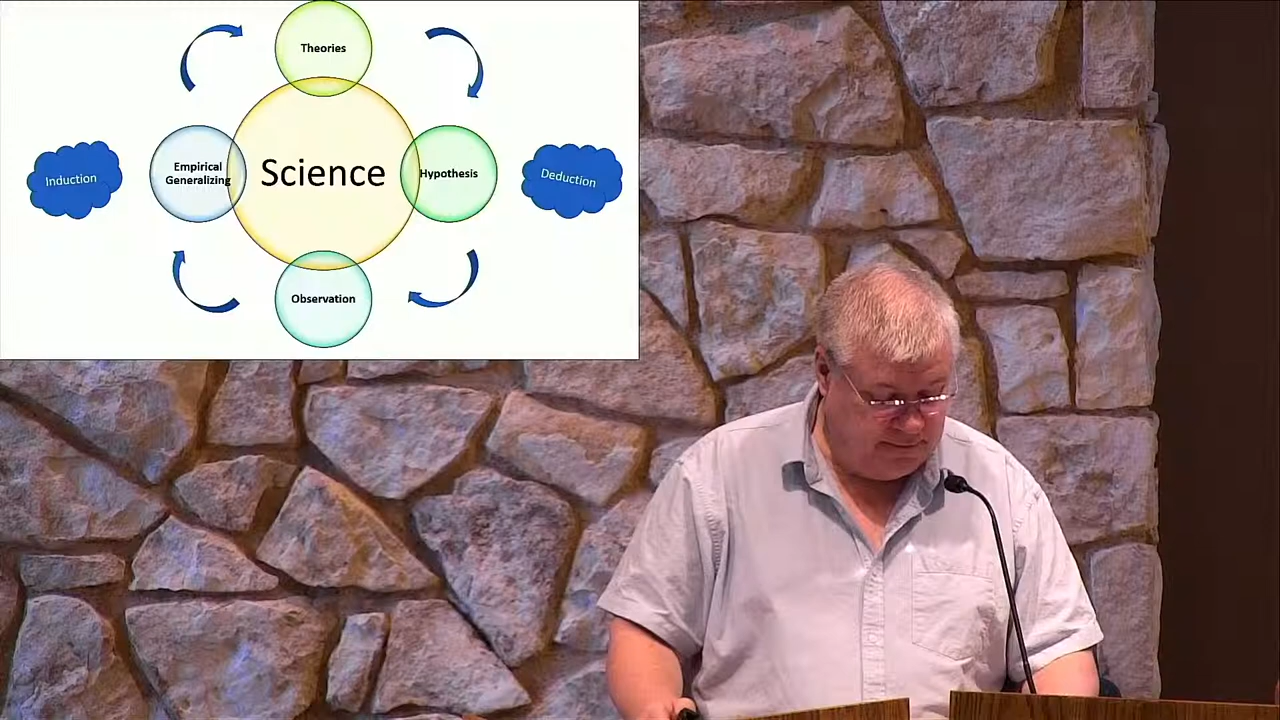 Theories
Induction
Empirical
Generalizing
Science
Hypothesis
Deduction
Observation